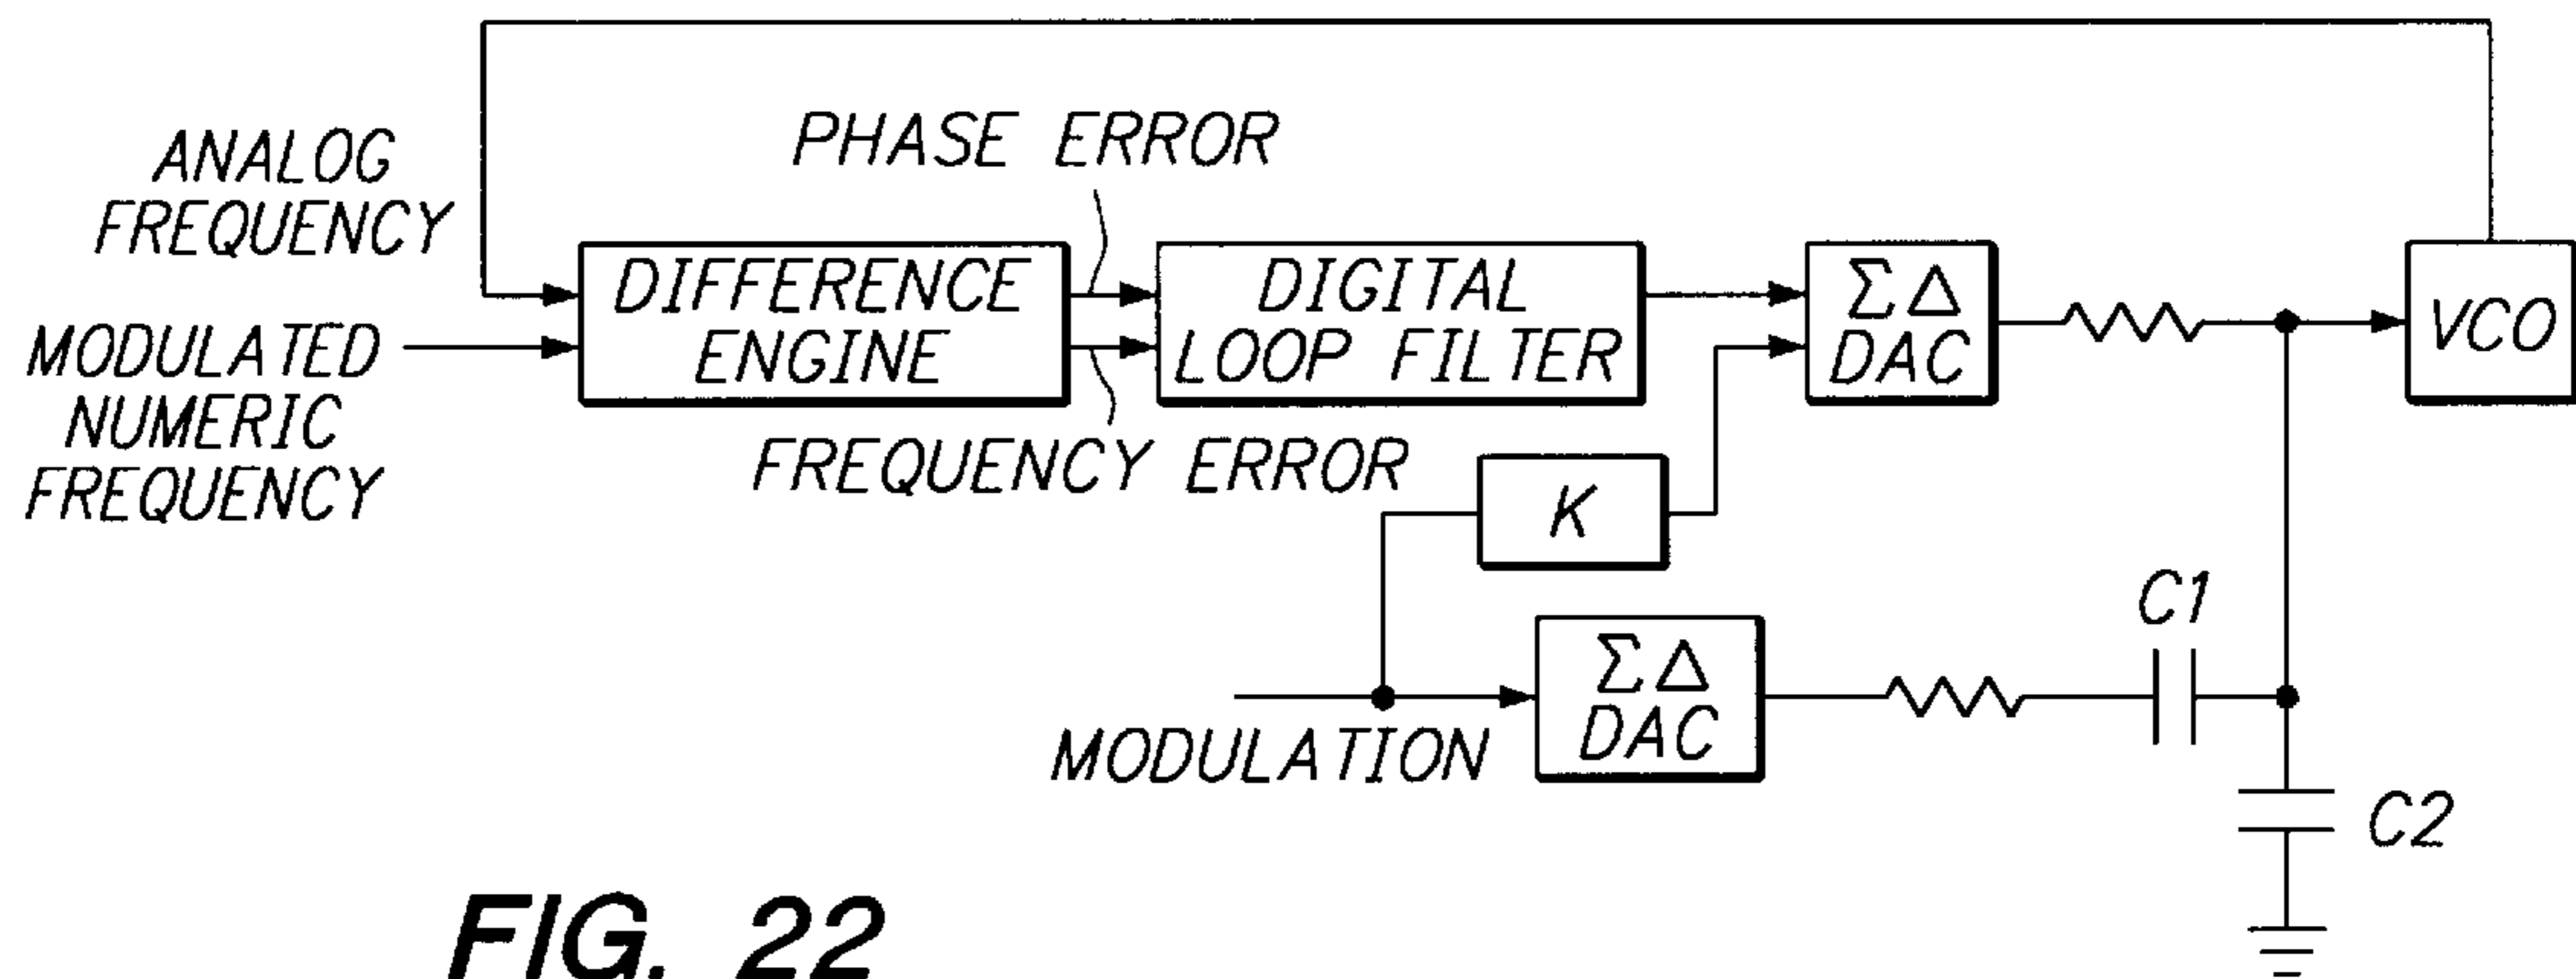 ANALOG
FREQUENCY
PHASE ERROR
MODULATED
NUMERIC
FREQUENCY
DIFFERENCE
ENGINE
DIGITAL
LOOP FILTER
ΣΔ
DAC
VCO
FREQUENCY ERROR
K
MODULATION
ΣΔ
DAC
C1
C2
FIG. 22